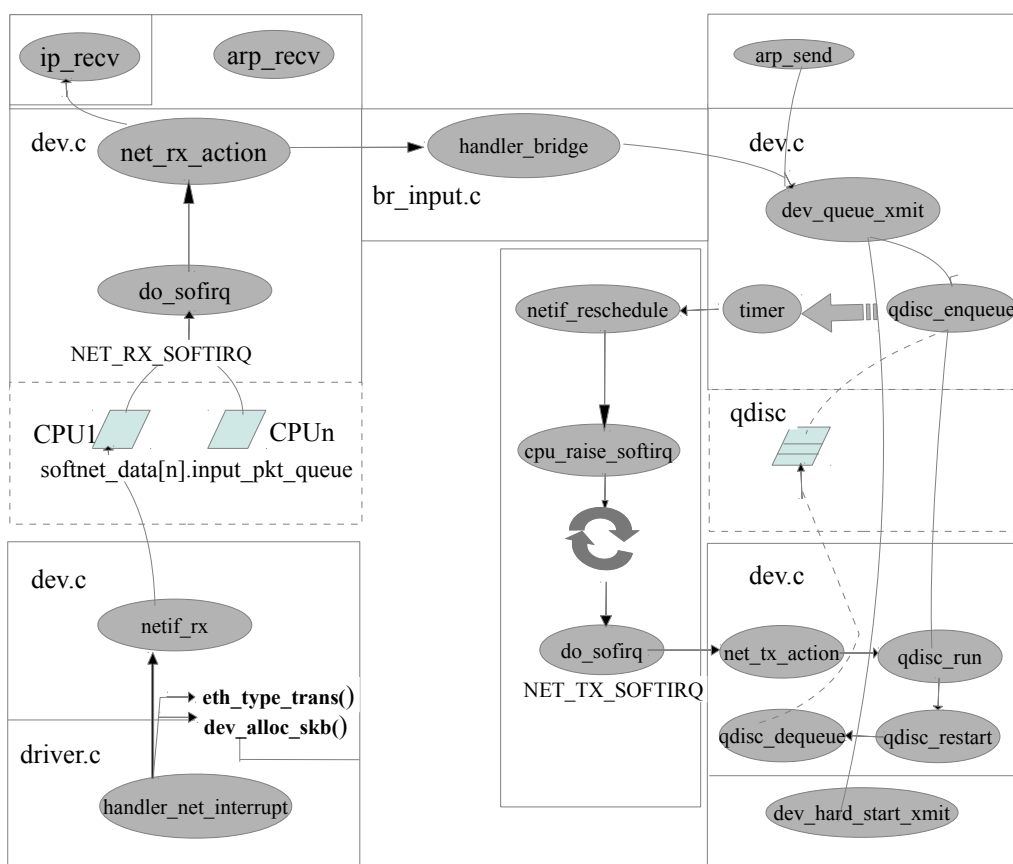 ip_recv
arp_recv
arp_send
dev.c
net_rx_action
handler_bridge
dev.c
br_input.c
dev_queue_xmit
do_sofirq
netif_reschedule
timer
qdisc_enqueue
NET_RX_SOFTIRQ
CPU1
CPUn
qdisc
softnet_data[n].input_pkt_queue
cpu_raise_softirq
dev.c
dev.c
netif_rx
do_sofirq
net_tx_action
qdisc_run
NET_TX_SOFTIRQ
eth_type_trans()
dev_alloc_skb()
qdisc_dequeue
qdisc_restart
driver.c
handler_net_interrupt
dev_hard_start_xmit